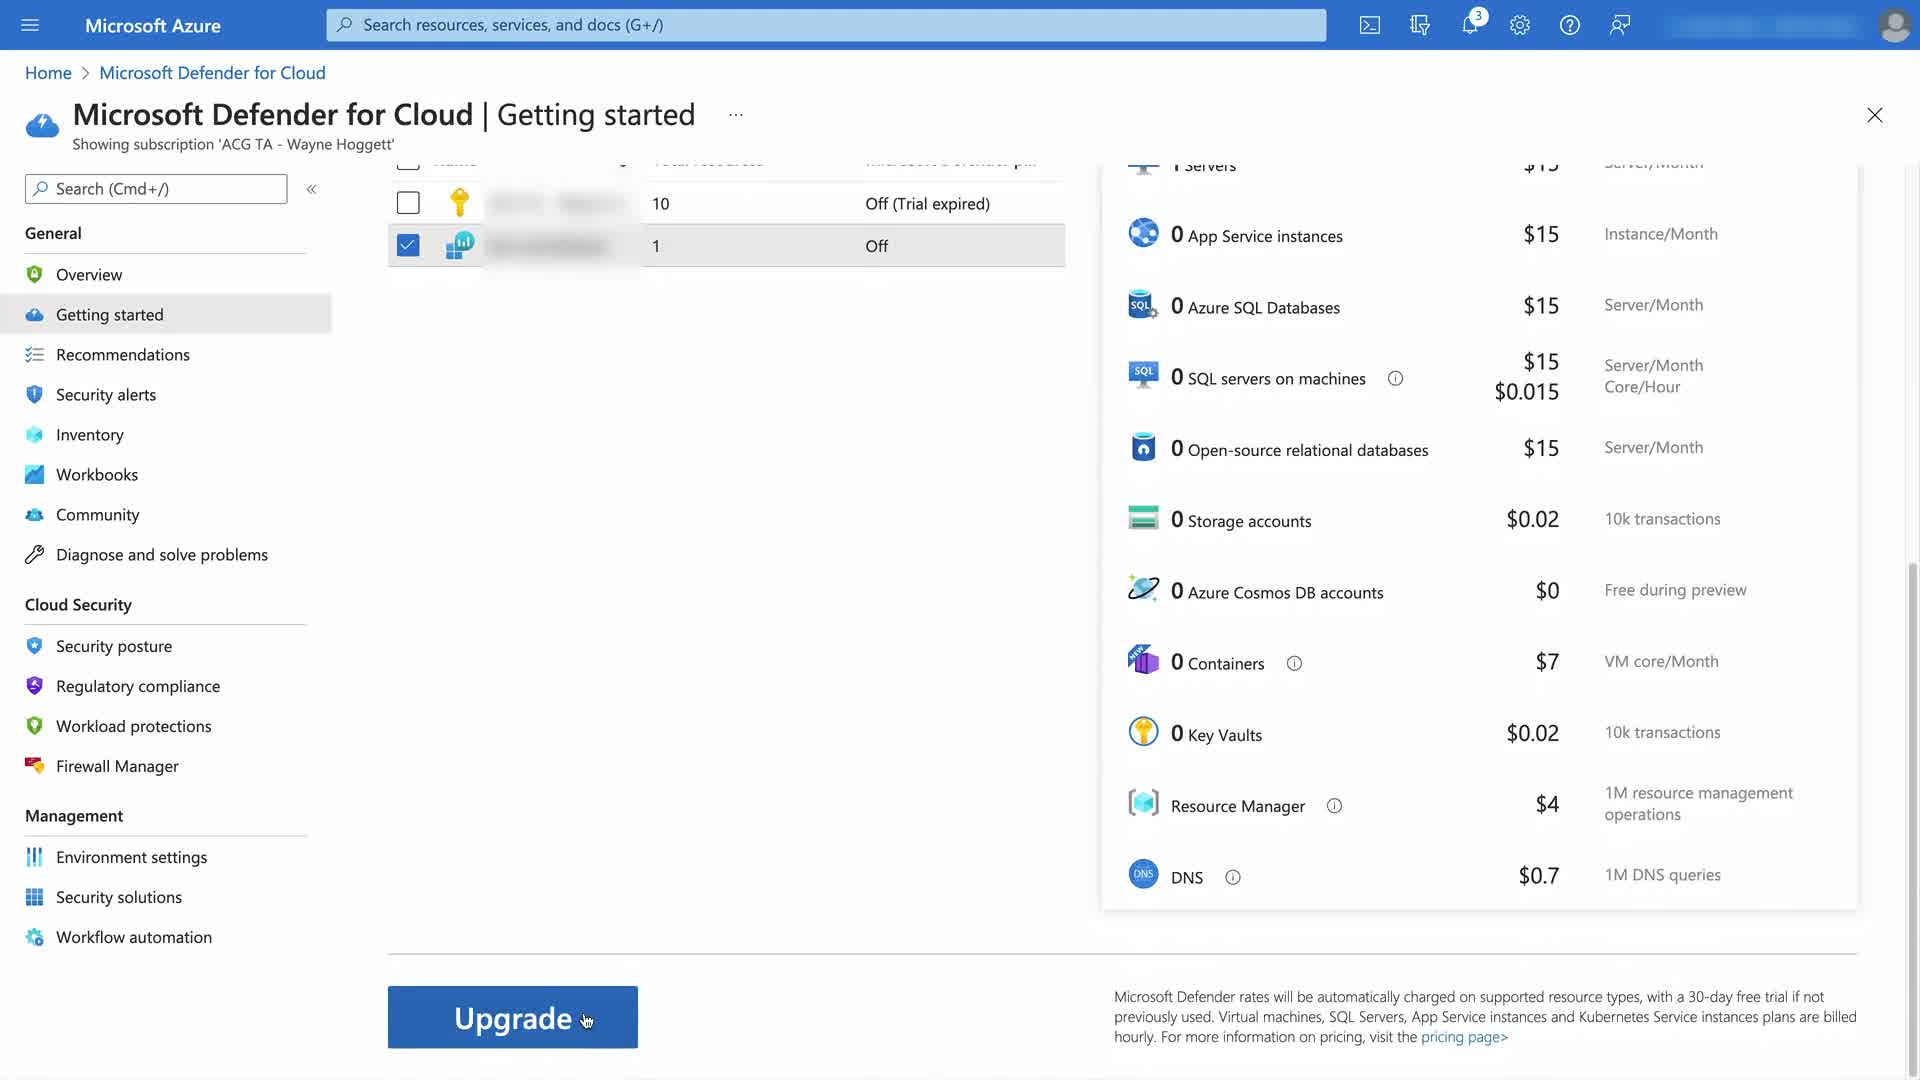 Microsoft Azure
Search resources, services, and docs (G+/)
3
Home > Microsoft Defender for Cloud
Microsoft Defender for Cloud | Getting started ...
Showing subscription 'ACG TA - Wayne Hoggett'
Search (Cmd+/)
«
General
Overview
Getting started
Recommendations
Security alerts
Inventory
Workbooks
Community
Diagnose and solve problems
Cloud Security
Security posture
Regulatory compliance
Workload protections
Firewall Manager
Management
Environment settings
Security solutions
Workflow automation
10 Off (Trial expired)
1 Off
1 Servers $15 Server/Month
0 App Service instances $15 Instance/Month
SQL 0 Azure SQL Databases $15 Server/Month
SQL 0 SQL servers on machines $15 Server/Month
$0.015 Core/Hour
0 Open-source relational databases $15 Server/Month
0 Storage accounts $0.02 10k transactions
0 Azure Cosmos DB accounts $0 Free during preview
NEW 0 Containers $7 VM core/Month
0 Key Vaults $0.02 10k transactions
Resource Manager $4 1M resource management
operations
DNS DNS $0.7 1M DNS queries
Upgrade
Microsoft Defender rates will be automatically charged on supported resource types, with a 30-day free trial if not
previously used. Virtual machines, SQL Servers, App Service instances and Kubernetes Service instances plans are billed
hourly. For more information on pricing, visit the pricing page>